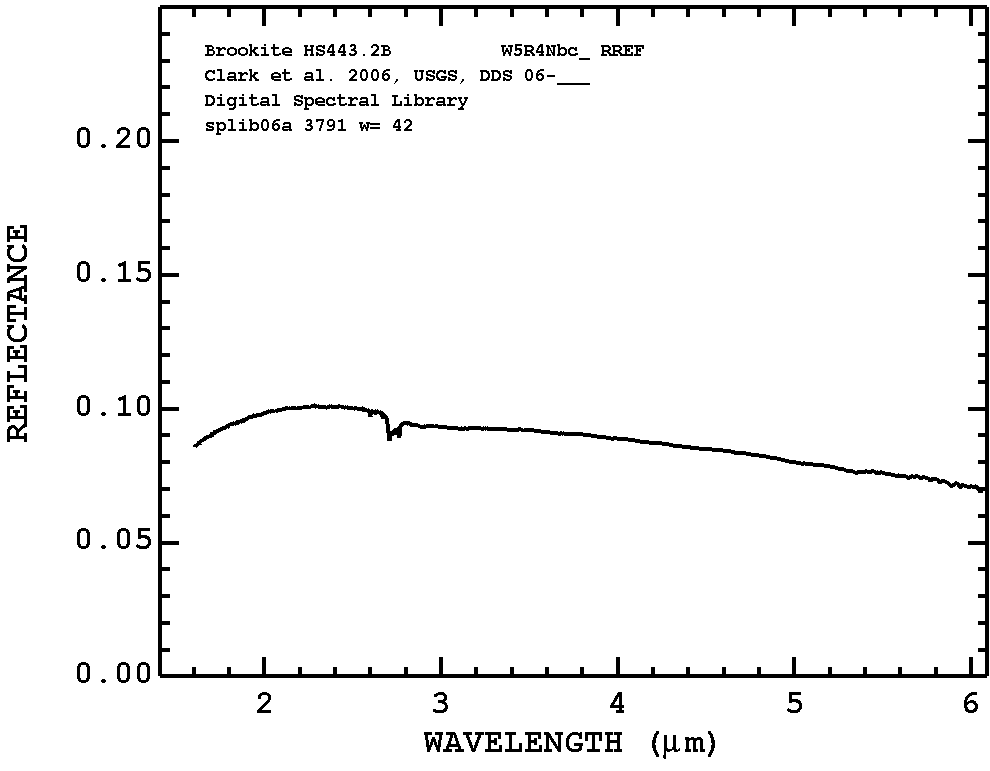 Brookite HS443.2B W5R4Nbc_ RREF
Clark et al. 2006, USGS, DDS 06-___
Digital Spectral Library
splib06a 3791 w= 42
REFLECTANCE
0.20
0.15
0.10
0.05
0.00
2 3 4 5 6
WAVELENGTH (μm)